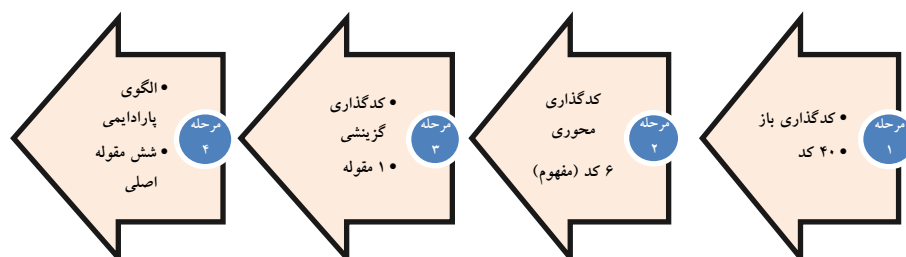 مرحله
۱
• کدگذاری باز
• ۴۰ کد
مرحله
۲
کدگذاری
محوری
۶ کد (مفهوم)
مرحله
۳
• کدگذاری
گزینشی
• ۱ مقوله
مرحله
۴
• الگوی
پارادایمی
• شش مقوله
اصلی